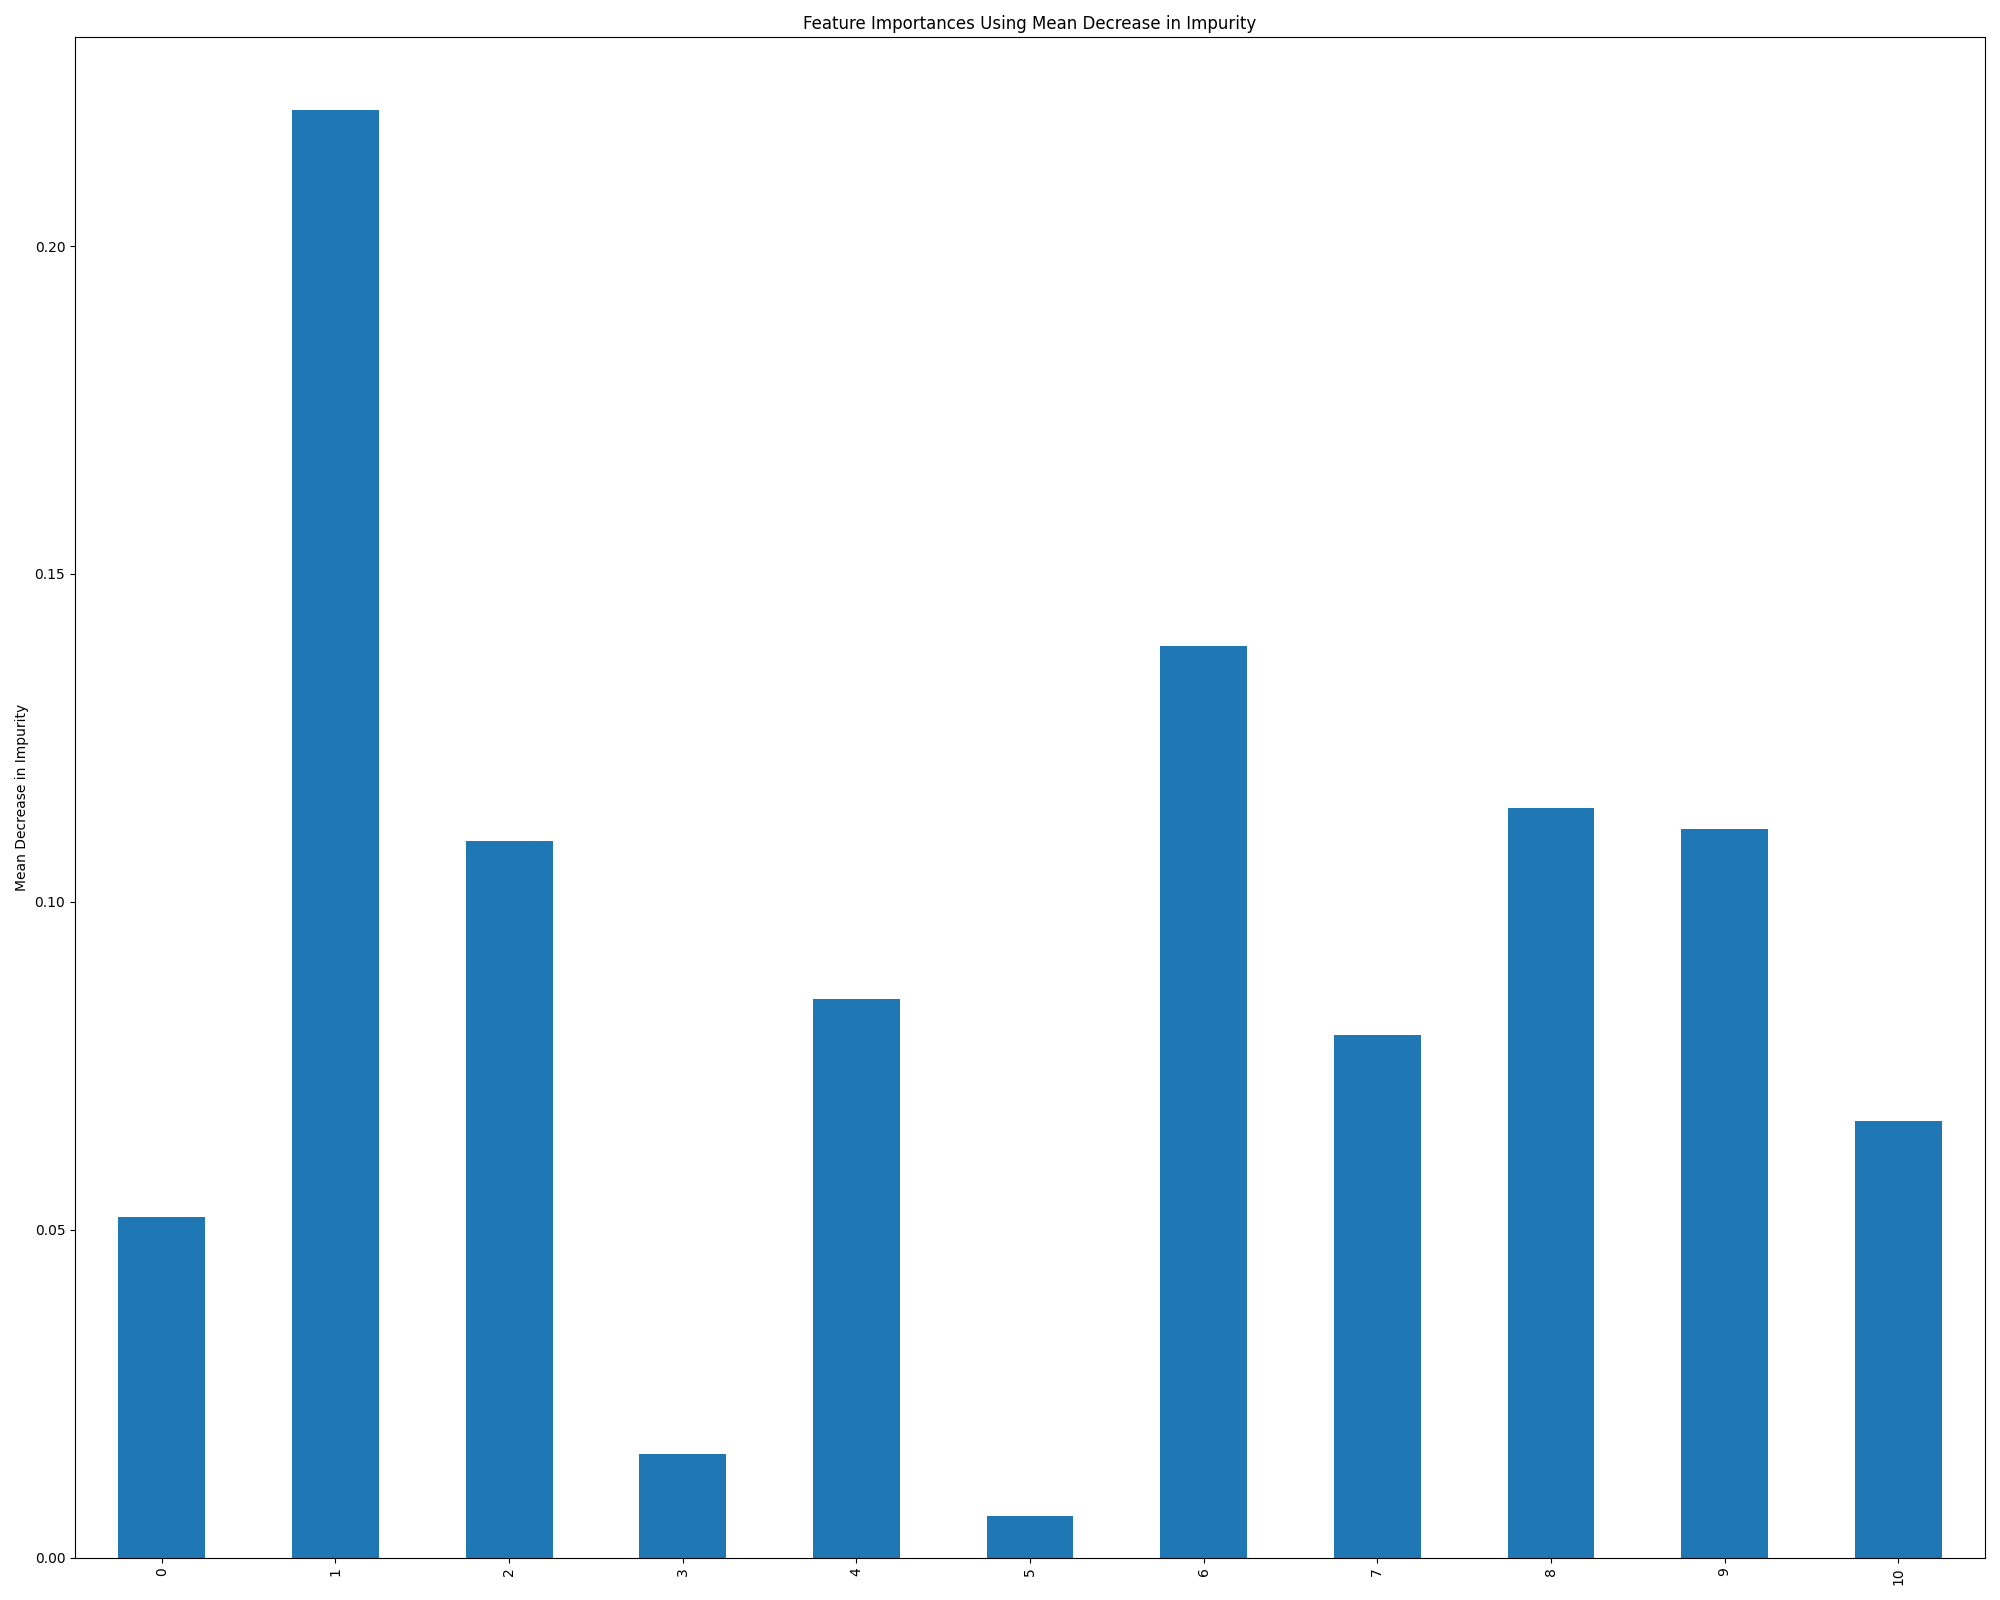 Feature Importances Using Mean Decrease in Impurity
Mean Decrease in Impurity
0.20
0.15
0.10
0.05
0.00
0 1 2 3 4 5 6 7 8 9 10